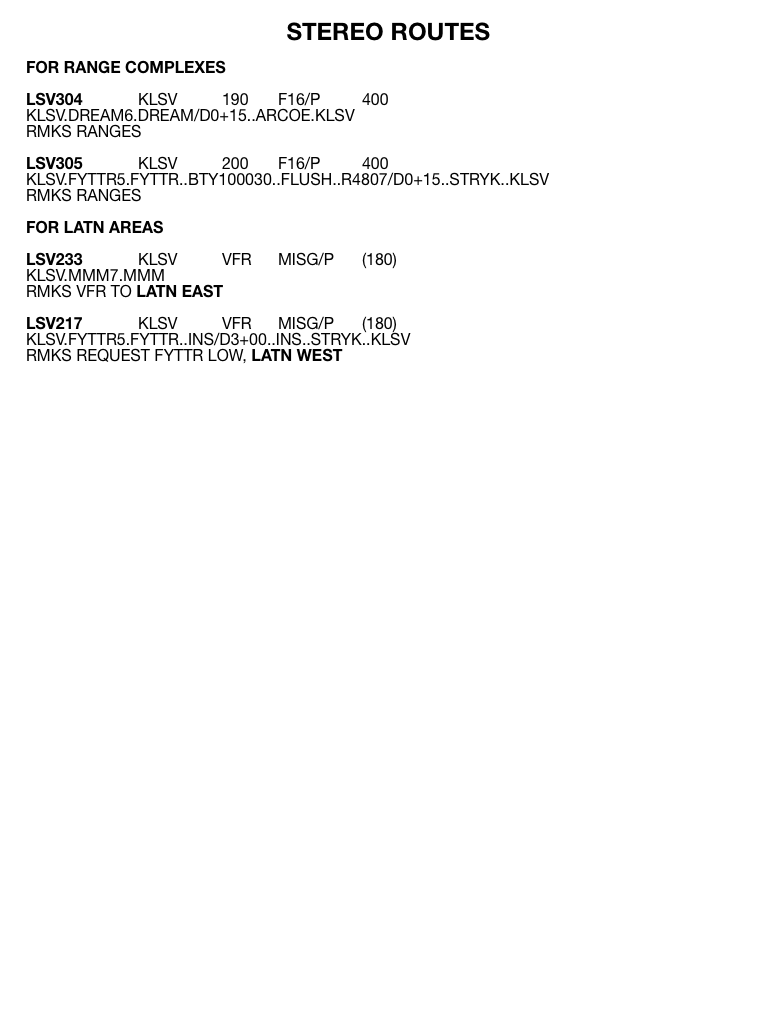 STEREO ROUTES
FOR RANGE COMPLEXES
LSV304 KLSV 190 F16/P 400
KLSV.DREAM6.DREAM/D0+15..ARCOE.KLSV
RMKS RANGES
LSV305 KLSV 200 F16/P 400
KLSV.FYTTR5.FYTTR..BTY100030..FLUSH..R4807/D0+15..STRYK..KLSV
RMKS RANGES
FOR LATN AREAS
LSV233 KLSV VFR MISG/P (180)
KLSV.MMM7.MMM
RMKS VFR TO LATN EAST
LSV217 KLSV VFR MISG/P (180)
KLSV.FYTTR5.FYTTR..INS/D3+00..INS..STRYK..KLSV
RMKS REQUEST FYTTR LOW, LATN WEST